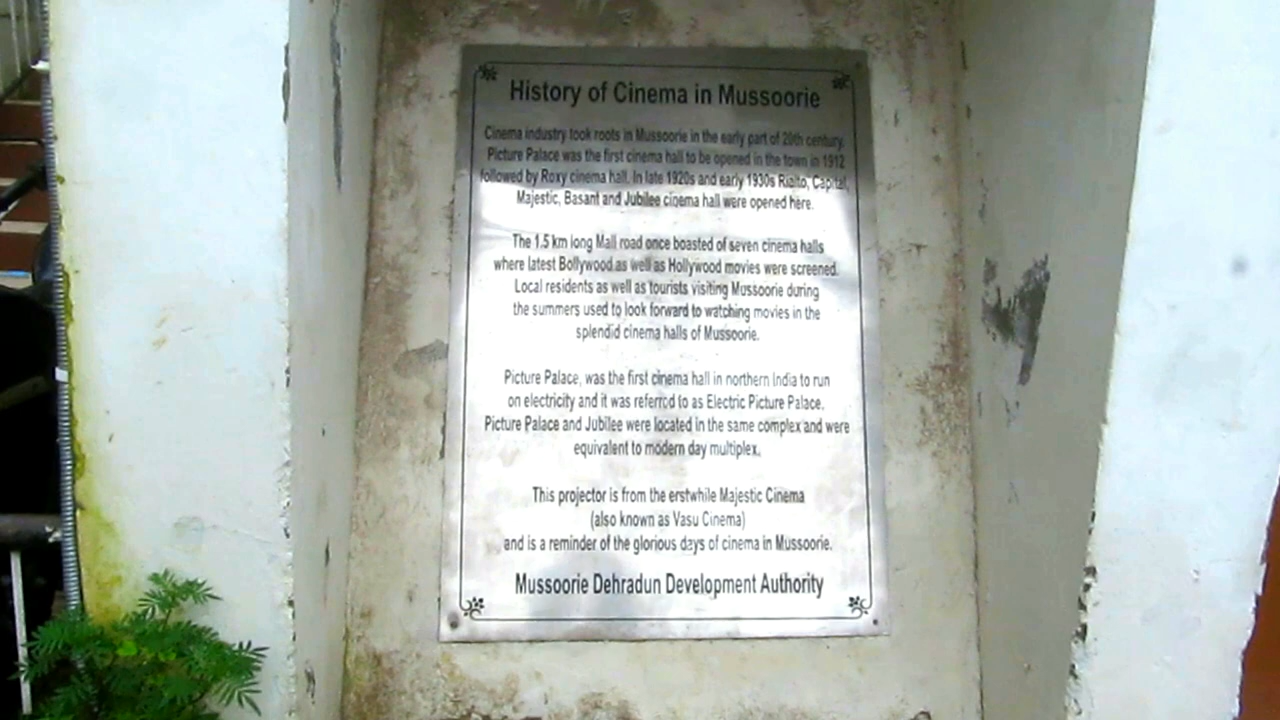 History of Cinema in Mussoorie
Cinema industry took roots in Mussoorie in the early part of 20th century.
Picture Palace was the first cinema hall to be opened in the town in 1912
followed by Roxy cinema hall. In late 1920s and early 1930s Rialto, Capital,
Majestic, Basant and Jubilee cinema hall were opened here.
The 1.5 km long Mall road once boasted of seven cinema halls
where latest Bollywood as well as Hollywood movies were screened.
Local residents as well as tourists visiting Mussoorie during
the summers used to look forward to watching movies in the
splendid cinema halls of Mussoorie.
Picture Palace, was the first cinema hall in northern India to run
on electricity and it was referred to as Electric Picture Palace.
Picture Palace and Jubilee were located in the same complex and were
equivalent to modern day multiplex.
This projector is from the erstwhile Majestic Cinema
(also known as Vasu Cinema)
and is a reminder of the glorious days of cinema in Mussoorie.
Mussoorie Dehradun Development Authority